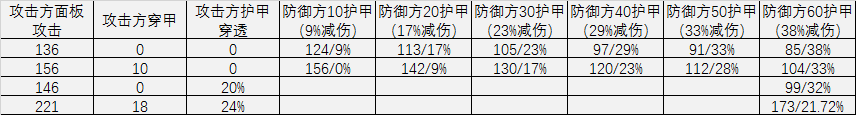 攻击方面板攻击 攻击方穿甲 攻击方护甲穿透 防御方10护甲(9%减伤) 防御方20护甲(17%减伤) 防御方30护甲(23%减伤) 防御方40护甲(29%减伤) 防御方50护甲(33%减伤) 防御方60护甲(38%减伤)
136 0 0 124/9% 113/17% 105/23% 97/29% 91/33% 85/38%
156 10 0 156/0% 142/9% 130/17% 120/23% 112/28% 104/33%
146 0 20% 99/32%
221 18 24% 173/21.72%